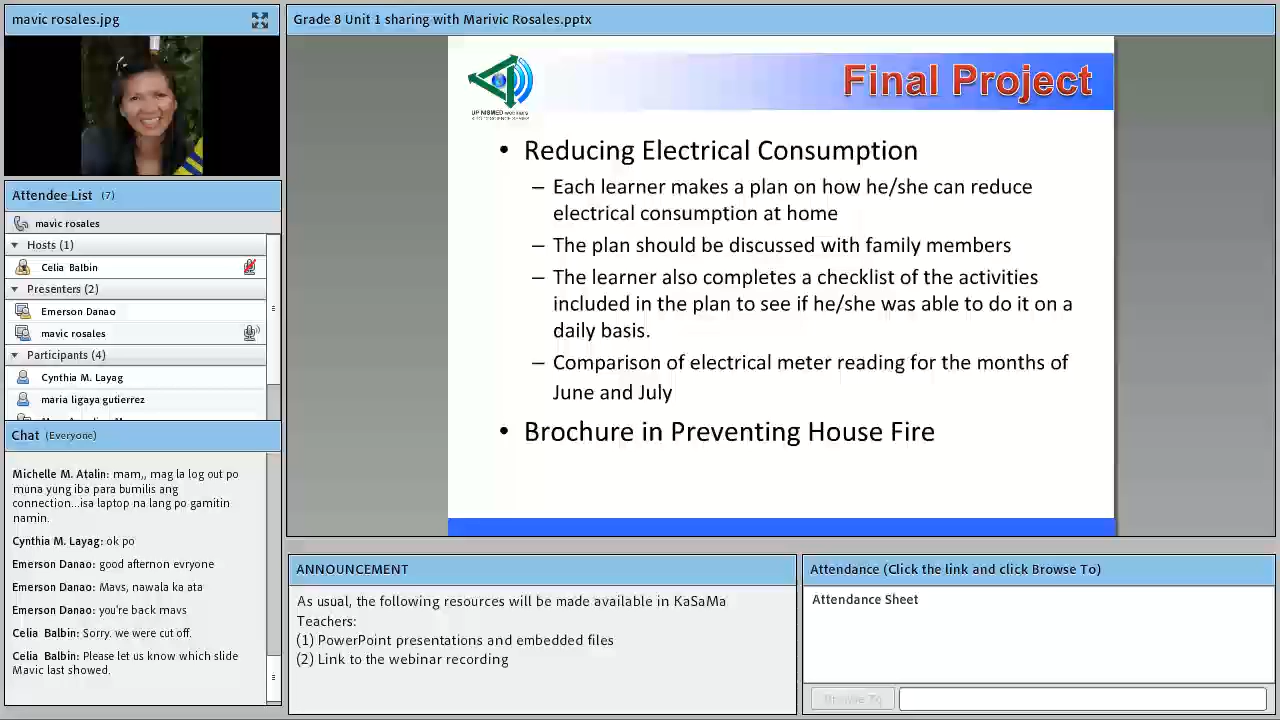 mavic rosales.jpg
Grade 8 Unit 1 sharing with Marivic Rosales.pptx
Final Project
UP NISMED
• Reducing Electrical Consumption
– Each learner makes a plan on how he/she can reduce
electrical consumption at home
– The plan should be discussed with family members
– The learner also completes a checklist of the activities
included in the plan to see if he/she was able to do it on a
daily basis.
– Comparison of electrical meter reading for the months of
June and July
• Brochure in Preventing House Fire
Attendee List (7)
mavic rosales
Hosts (1)
Celia Balbin
Presenters (2)
Emerson Danao
mavic rosales
Participants (4)
Cynthia M. Layag
maria ligaya gutierrez
Chat (Everyone)
Michelle M. Atalin: mam,, mag la log out po
muna yung iba para bumilis ang
connection...isa laptop na lang po gamitin
namin.
Cynthia M. Layag: ok po
Emerson Danao: good afternon evryone
Emerson Danao: Mavs, nawala ka ata
Emerson Danao: you're back mavs
Celia Balbin: Sorry. we were cut off.
Celia Balbin: Please let us know which slide
Mavic last showed.
ANNOUNCEMENT
As usual, the following resources will be made available in KaSaMa
Teachers:
(1) PowerPoint presentations and embedded files
(2) Link to the webinar recording
Attendance (Click the link and click Browse To)
Attendance Sheet
Browse To